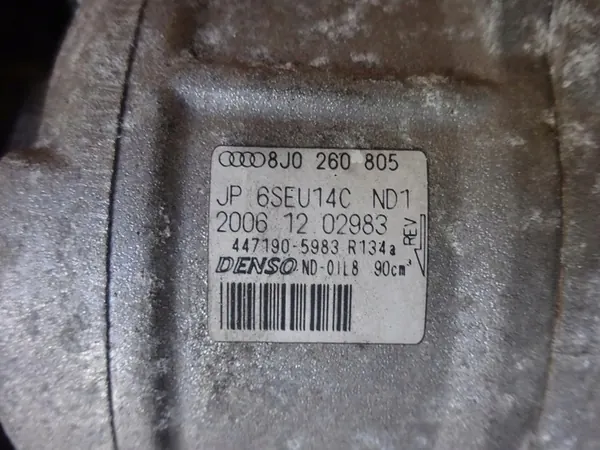 8J0 260 805
JP 6SEU14C ND1
2006 12 02983
447190-5983 R134a
DENSO ND-OIL8 90cm³
REV